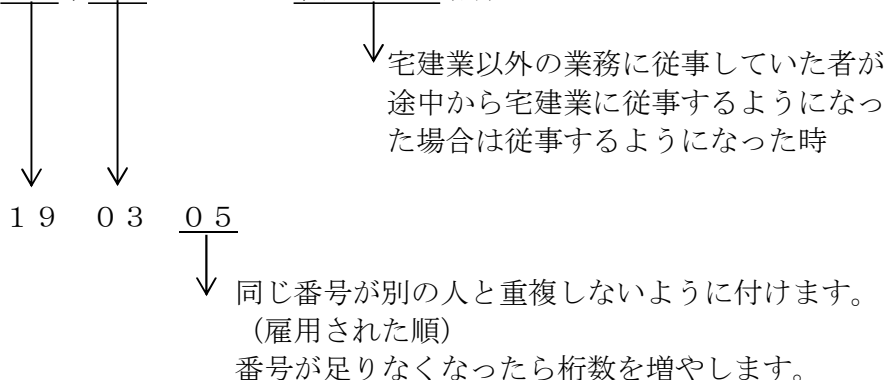 宅建業以外の業務に従事していた者が
途中から宅建業に従事するようになっ
た場合は従事するようになった時
１９ ０３ ０５
同じ番号が別の人と重複しないように付けます。
（雇用された順）
番号が足りなくなったら桁数を増やします。